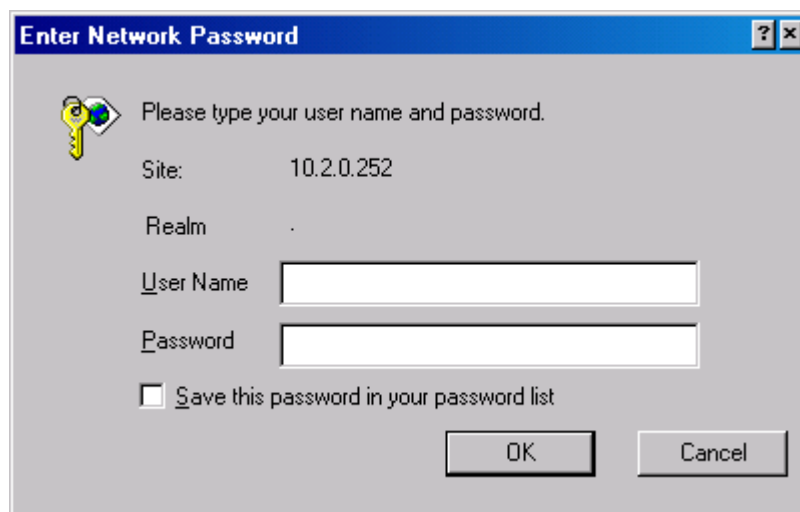 Enter Network Password
Please type your user name and password.
Site: 10.2.0.252
Realm .
User Name
Password
Save this password in your password list
OK Cancel